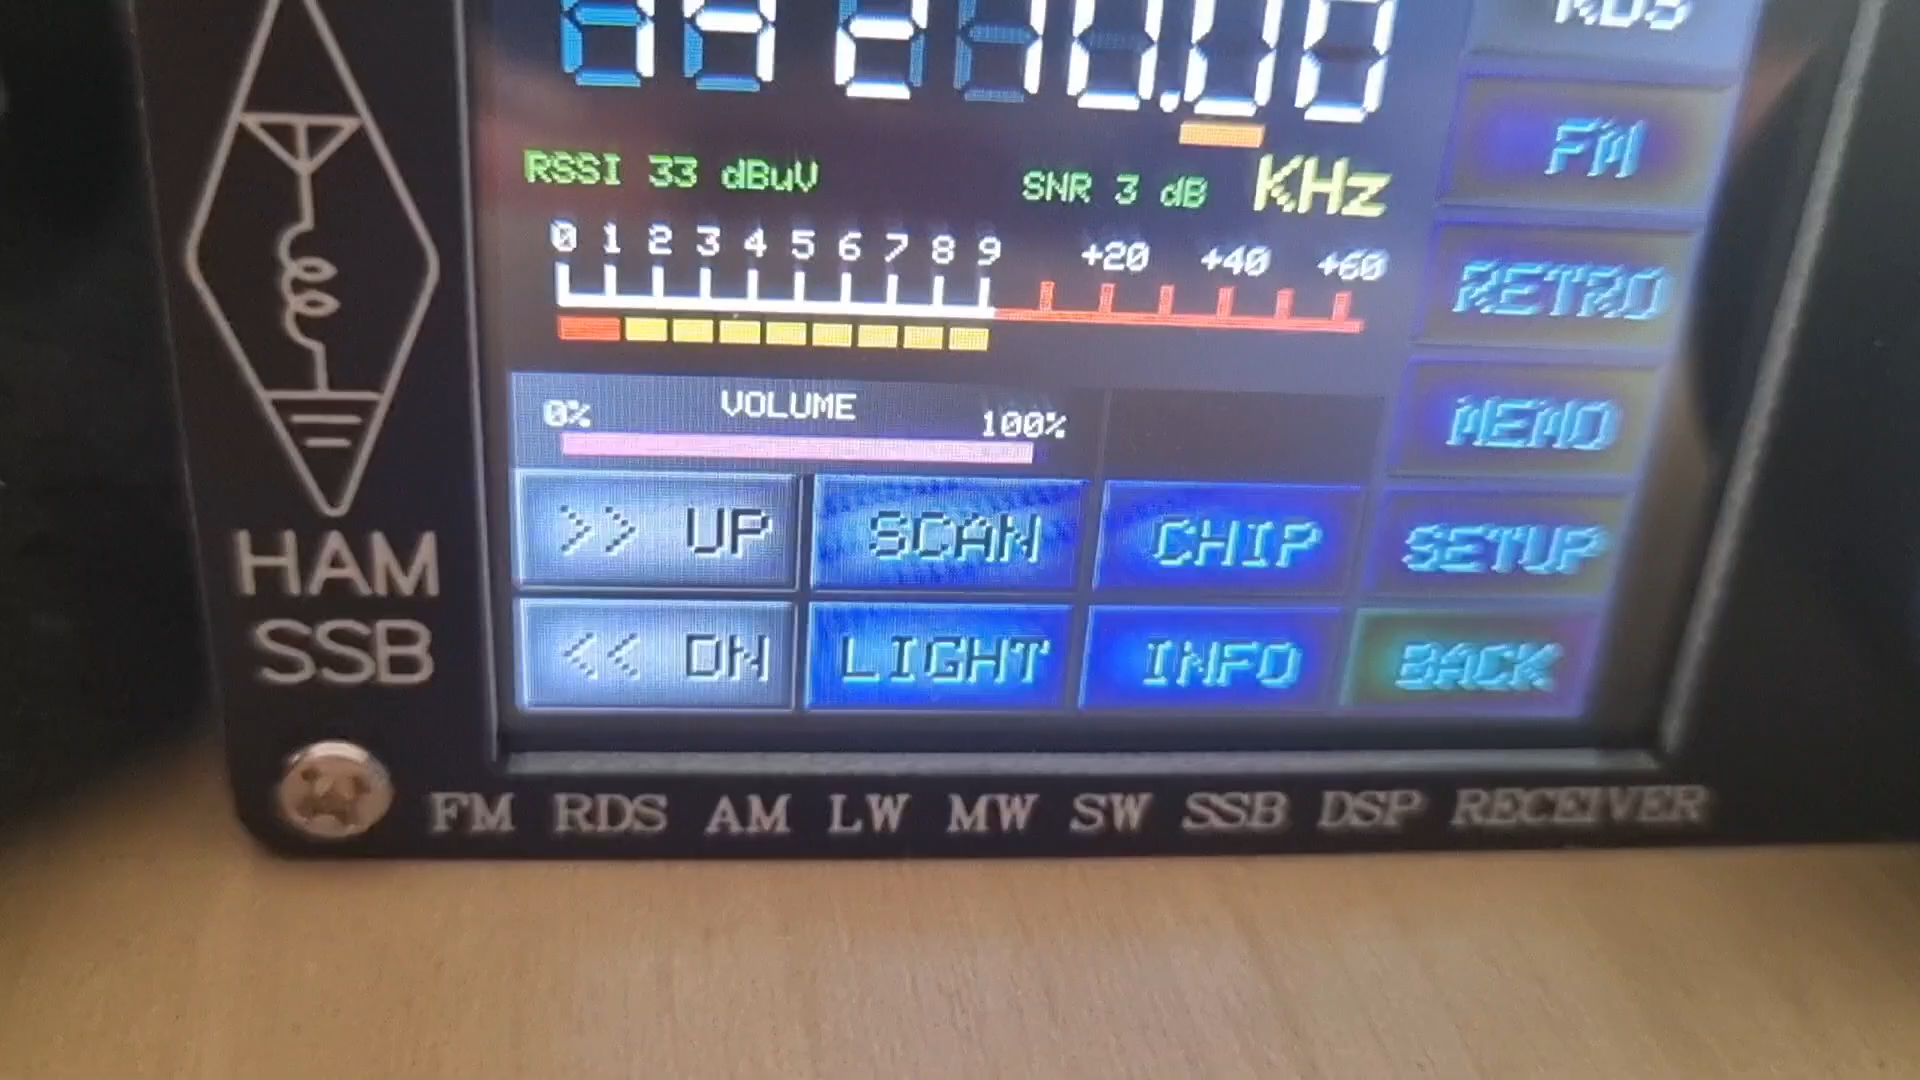 RSSI 33 dBuV SNR 3 dB KHz
0 1 2 3 4 5 6 7 8 9 +20 +40 +60
0% VOLUME 100%
>> UP SCAN CHIP SETUP
<< DN LIGHT INFO BACK
FM
RETRO
MEMO
HAM
SSB
FM RDS AM LW MW SW SSB DSP RECEIVER